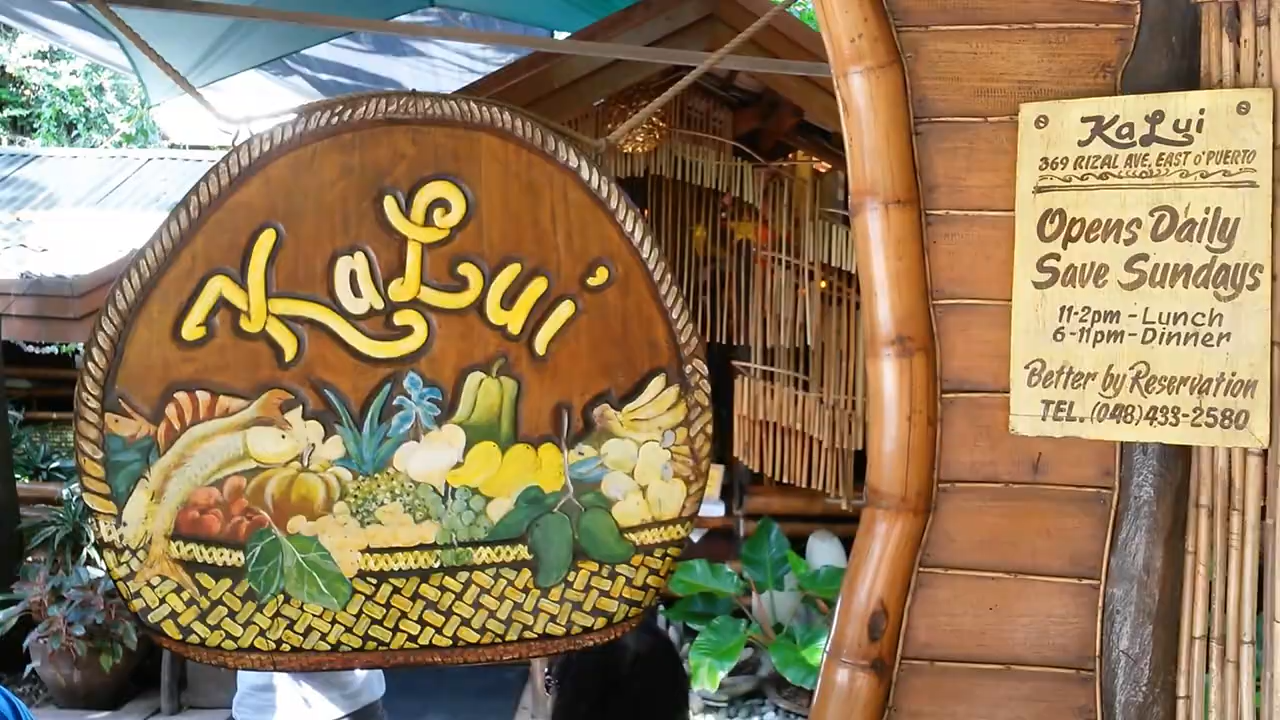 KaLui
KaLui
369 RIZAL AVE, EAST o' PUERTO
Opens Daily
Save Sundays
11-2pm - Lunch
6-11pm - Dinner
Better by Reservation
TEL. (048)433-2580